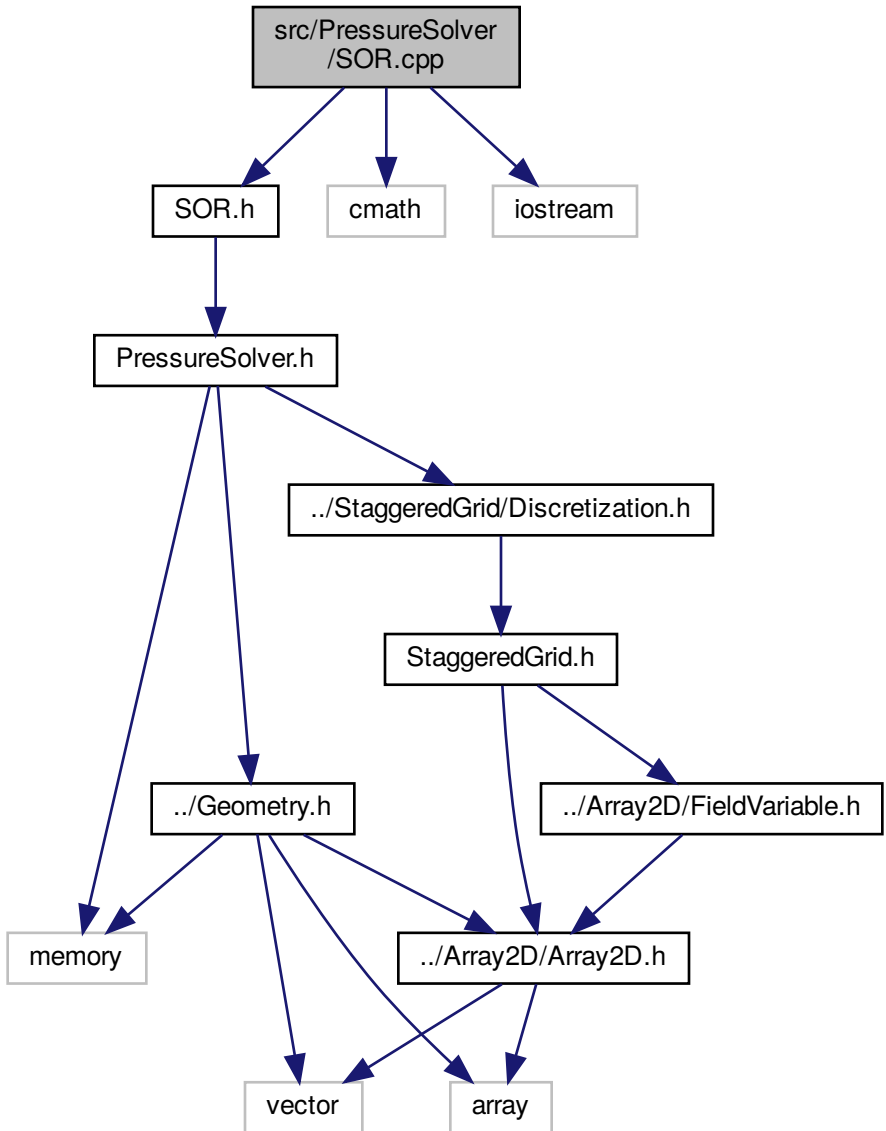 src/PressureSolver
/SOR.cpp
SOR.h
cmath
iostream
PressureSolver.h
../StaggeredGrid/Discretization.h
StaggeredGrid.h
../Geometry.h
../Array2D/FieldVariable.h
memory
../Array2D/Array2D.h
vector
array